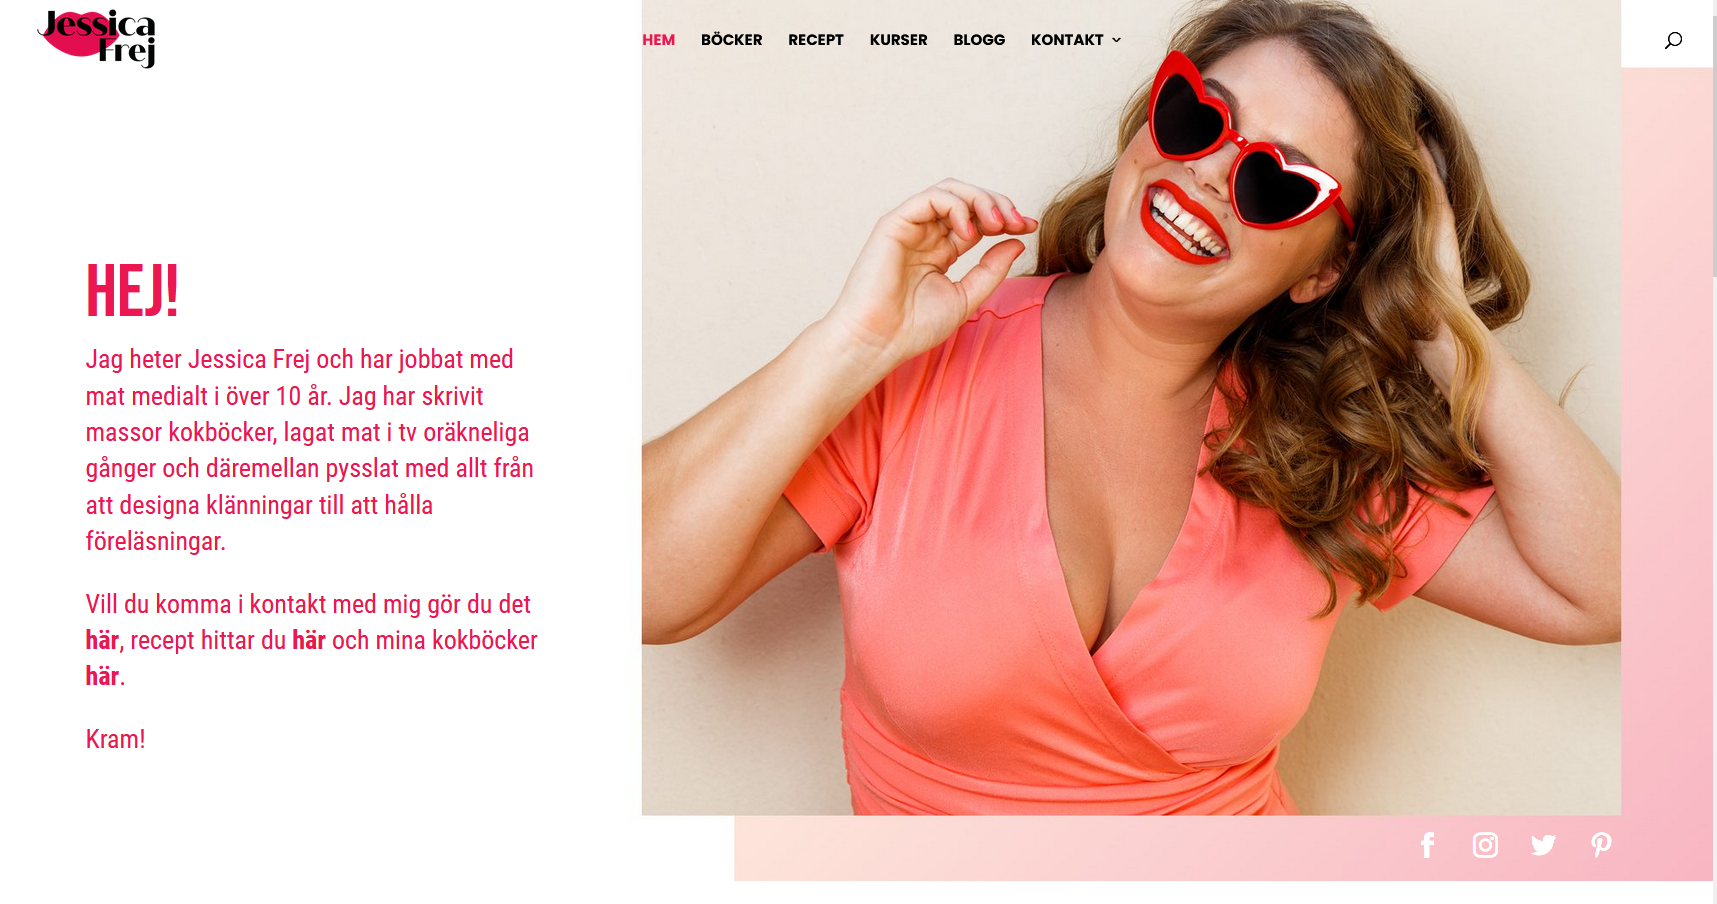 Jessica
Frej
HEM BÖCKER RECEPT KURSER BLOGG KONTAKT
HEJ!
Jag heter Jessica Frej och har jobbat med
mat medialt i över 10 år. Jag har skrivit
massor kokböcker, lagat mat i tv oräkneliga
gånger och däremellan pysslat med allt från
att designa klänningar till att hålla
föreläsningar.
Vill du komma i kontakt med mig gör du det
här, recept hittar du här och mina kokböcker
här.
Kram!